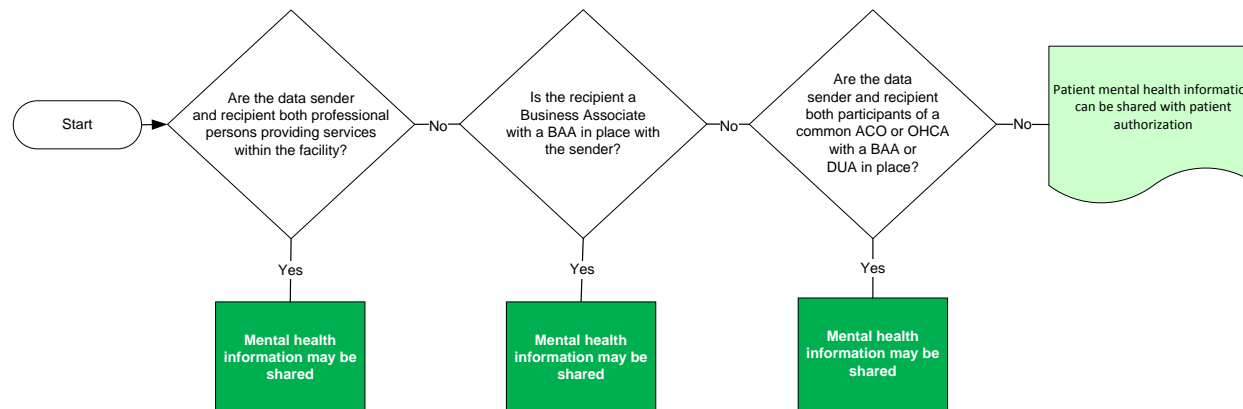 Start
Are the data sender
and recipient both professional
persons providing services
within the facility?
No
Is the recipient a
Business Associate
with a BAA in place with
the sender?
No
Are the data
sender and recipient
both participants of a
common ACO or OHCA
with a BAA or
DUA in place?
No
Patient mental health information
can be shared with patient
authorization
Yes
Yes
Yes
Mental health
information may be
shared
Mental health
information may be
shared
Mental health
information may be
shared